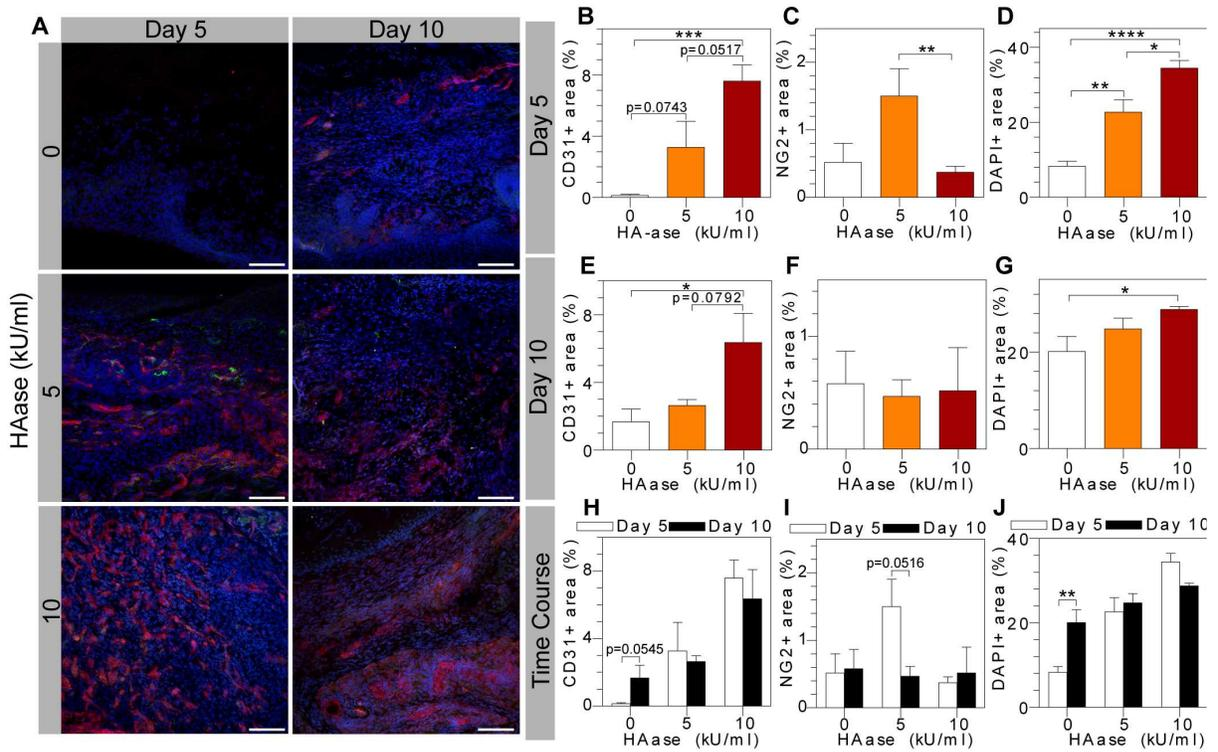 A
Day 5
Day 10
HAase (kU/ml)
0
5
10
Day 5
Day 10
Time Course
B
CD31+ area (%)
8
4
0
***
p=0.0517
p=0.0743
0 5 10
HA-ase (kU/ml)
C
NG2+ area (%)
2
1
0
**
0 5 10
HAase (kU/ml)
D
DAPI+ area (%)
40
20
0
****
*
**
0 5 10
HAase (kU/ml)
E
CD31+ area (%)
8
4
0
*
p=0.0792
0 5 10
HAase (kU/ml)
F
NG2+ area (%)
1
0
0 5 10
HAase (kU/ml)
G
DAPI+ area (%)
20
0
*
0 5 10
HAase (kU/ml)
H
Day 5 Day 10
CD31+ area (%)
8
4
0
p=0.0545
0 5 10
HAase (kU/ml)
I
Day 5 Day 10
NG2+ area (%)
2
1
0
p=0.0516
0 5 10
HAase (kU/ml)
J
Day 5 Day 10
DAPI+ area (%)
40
20
0
**
0 5 10
HAase (kU/ml)